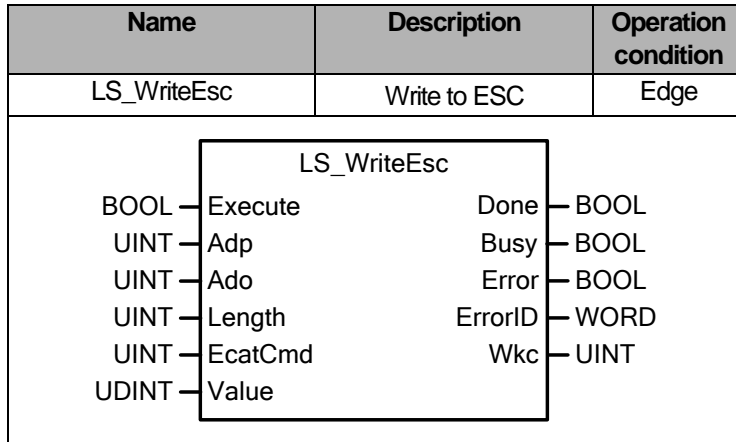 Name Description Operation condition
LS_WriteEsc Write to ESC Edge
LS_WriteEsc
BOOL Execute Done BOOL
UINT Adp Busy BOOL
UINT Ado Error BOOL
UINT Length ErrorID WORD
UINT EcatCmd Wkc UINT
UDINT Value